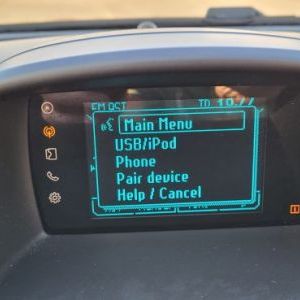 Main Menu
USB/iPod
Phone
Pair device
Help / Cancel